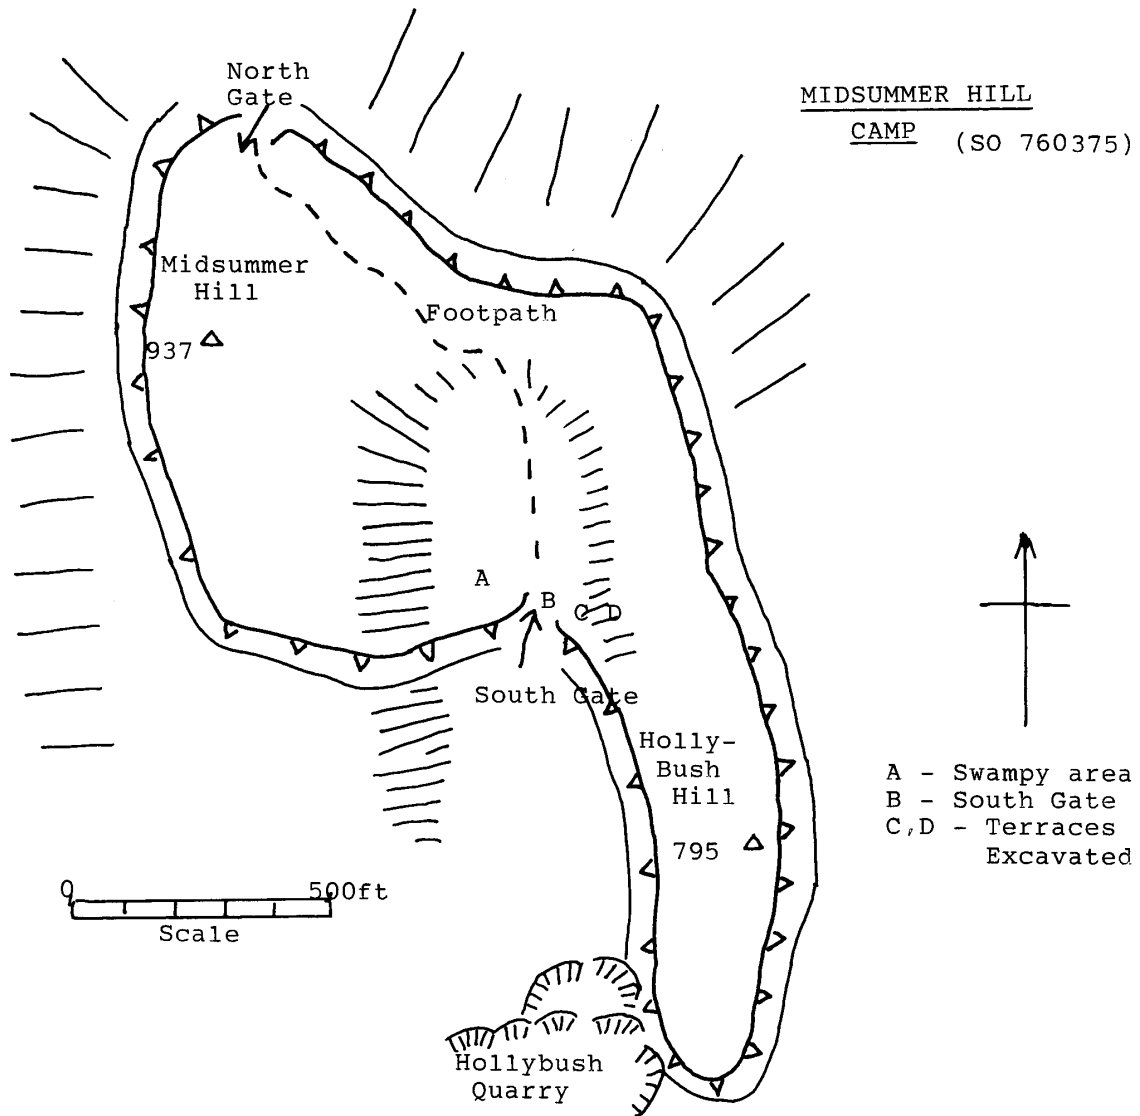 North
Gate
MIDSUMMER HILL
CAMP (SO 760375)
Midsummer
Hill
937
Footpath
A
B
C D
South Gate
Holly-
Bush
Hill
795
A - Swampy area
B - South Gate
C,D - Terraces
Excavated
0 500ft
Scale
Hollybush
Quarry